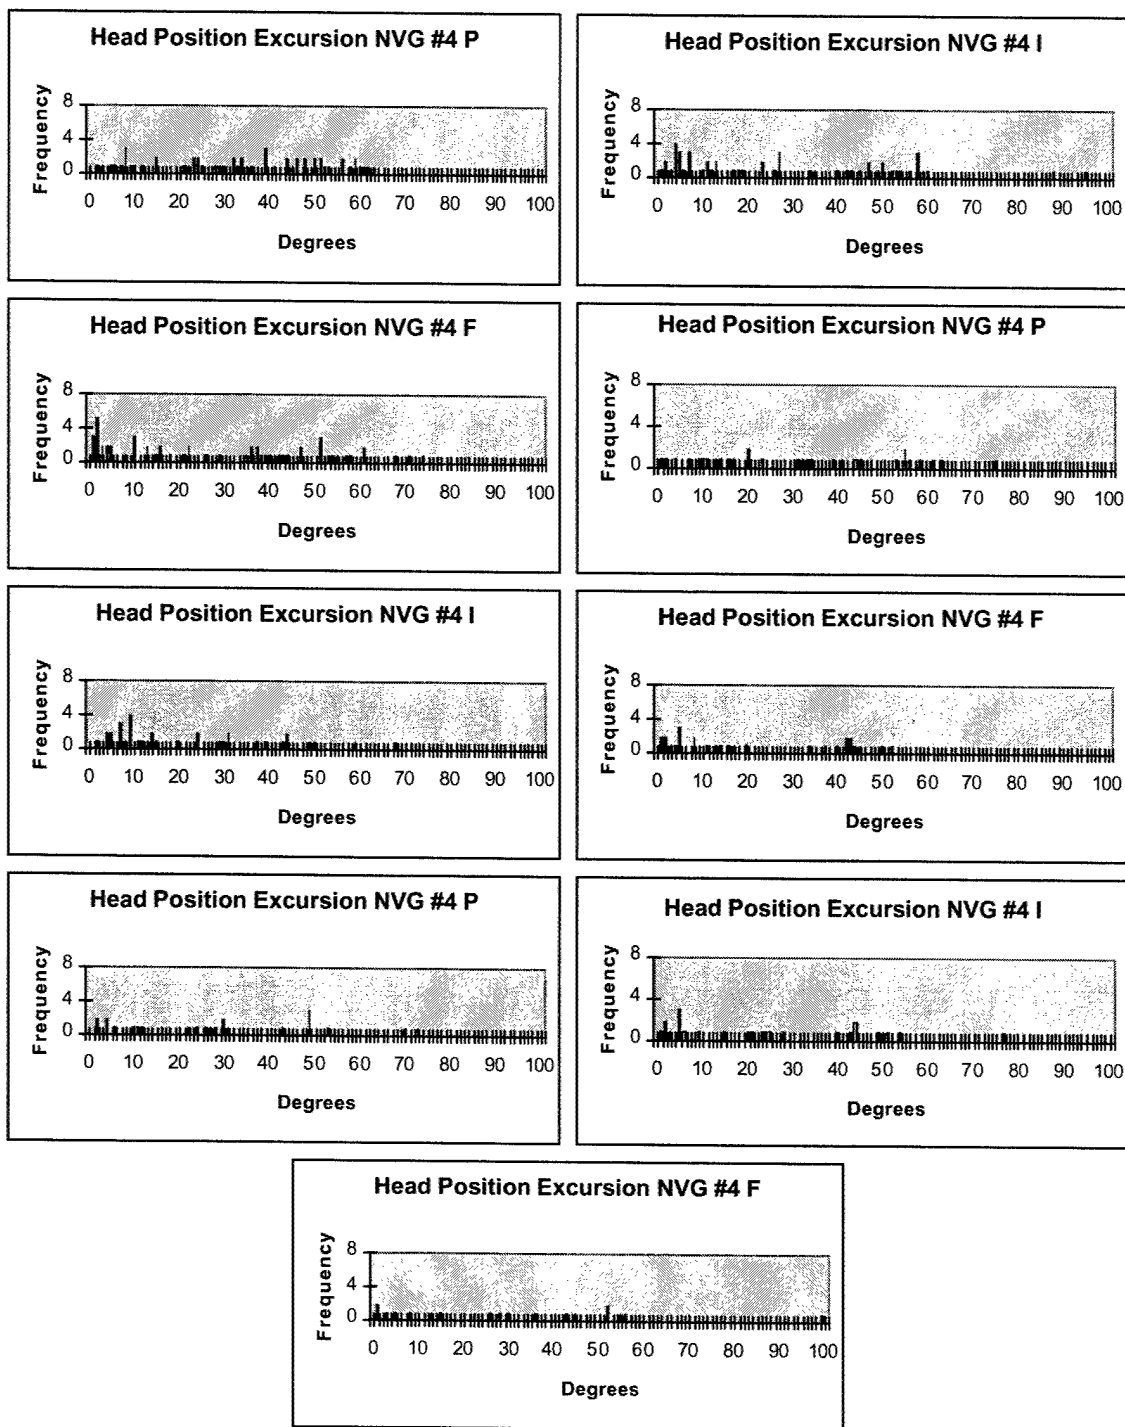 Head Position Excursion NVG #4 P
Frequency
8
4
0
0 10 20 30 40 50 60 70 80 90 100
Degrees
Head Position Excursion NVG #4 I
Frequency
8
4
0
0 10 20 30 40 50 60 70 80 90 100
Degrees
Head Position Excursion NVG #4 F
Frequency
8
4
0
0 10 20 30 40 50 60 70 80 90 100
Degrees
Head Position Excursion NVG #4 P
Frequency
8
4
0
0 10 20 30 40 50 60 70 80 90 100
Degrees
Head Position Excursion NVG #4 I
Frequency
8
4
0
0 10 20 30 40 50 60 70 80 90 100
Degrees
Head Position Excursion NVG #4 F
Frequency
8
4
0
0 10 20 30 40 50 60 70 80 90 100
Degrees
Head Position Excursion NVG #4 P
Frequency
8
4
0
0 10 20 30 40 50 60 70 80 90 100
Degrees
Head Position Excursion NVG #4 I
Frequency
8
4
0
0 10 20 30 40 50 60 70 80 90 100
Degrees
Head Position Excursion NVG #4 F
Frequency
8
4
0
0 10 20 30 40 50 60 70 80 90 100
Degrees